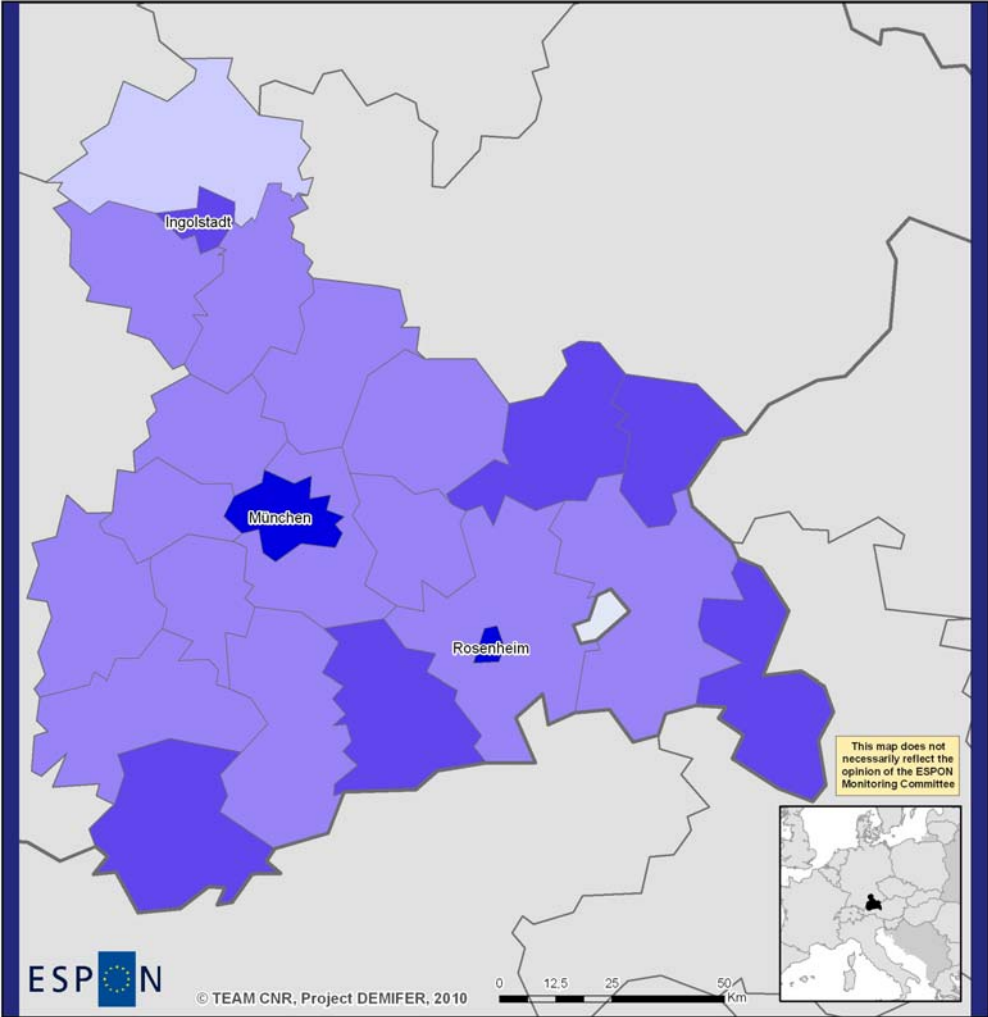 Ingolstadt
München
Rosenheim
This map does not
necessarily reflect the
opinion of the ESPON
Monitoring Committee
ESPON
© TEAM CNR, Project DEMIFER, 2010
0 12,5 25 50
Km